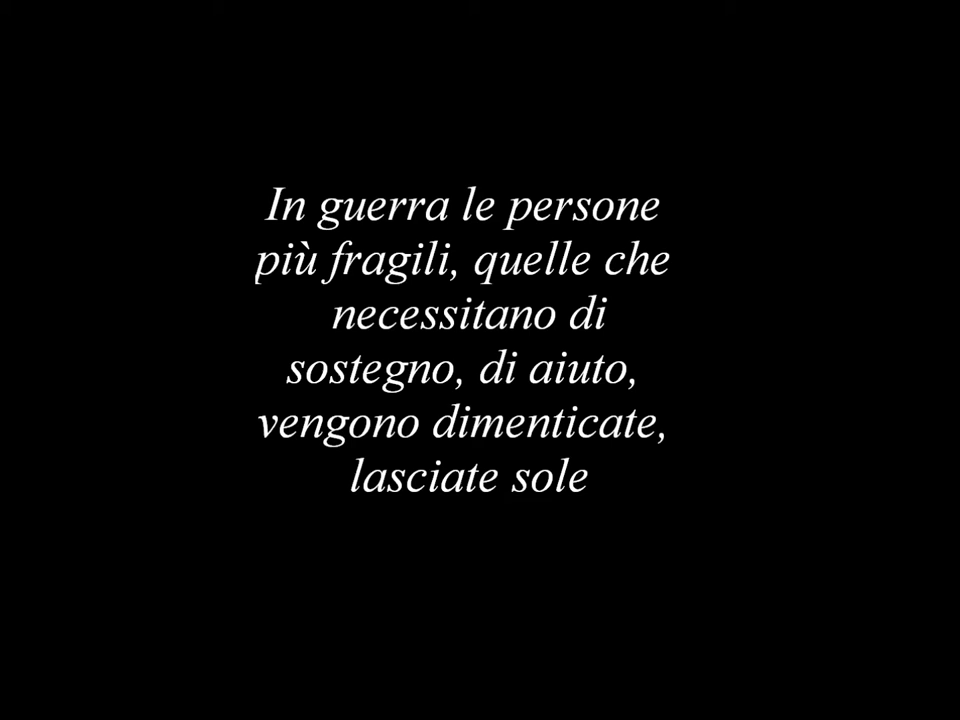 In guerra le persone
più fragili, quelle che
necessitano di
sostegno, di aiuto,
vengono dimenticate,
lasciate sole